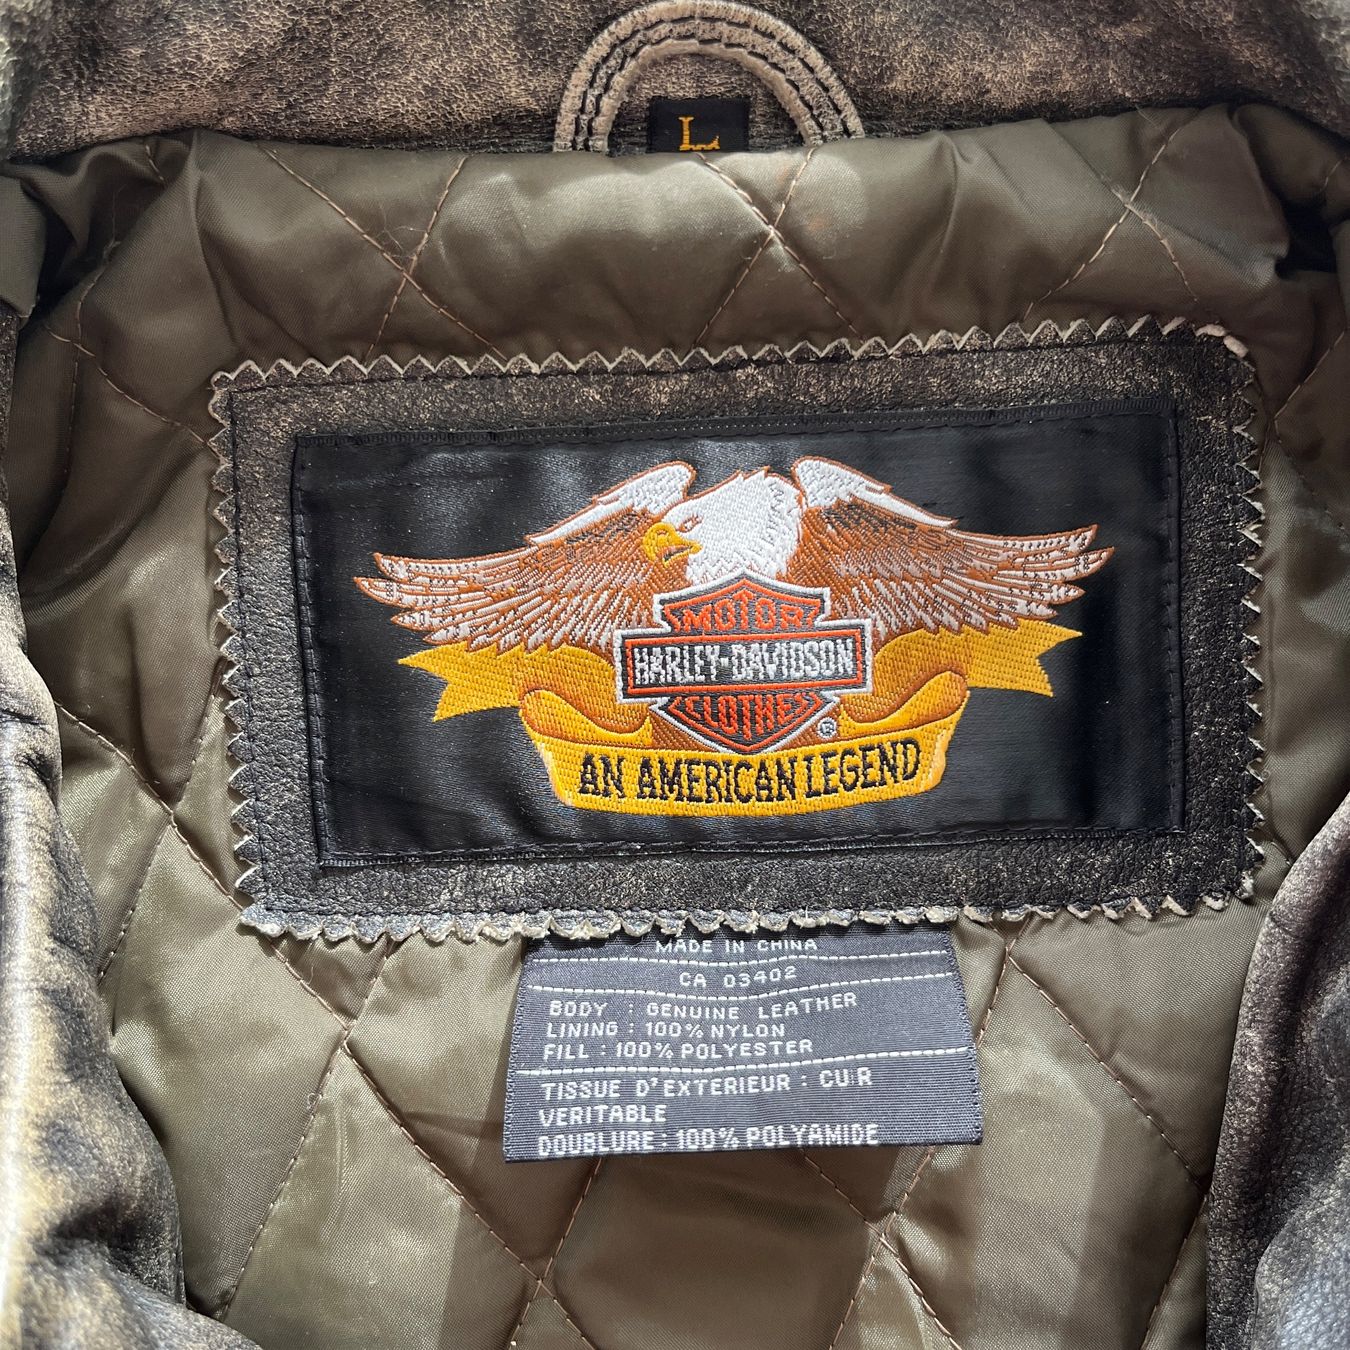 L
MOTOR
HARLEY-DAVIDSON
CLOTHES
®
AN AMERICAN LEGEND
MADE IN CHINA
CA 03402
BODY : GENUINE LEATHER
LINING : 100% NYLON
FILL : 100% POLYESTER
TISSUE D'EXTERIEUR : CUIR
VERITABLE
DOUBLURE : 100% POLYAMIDE